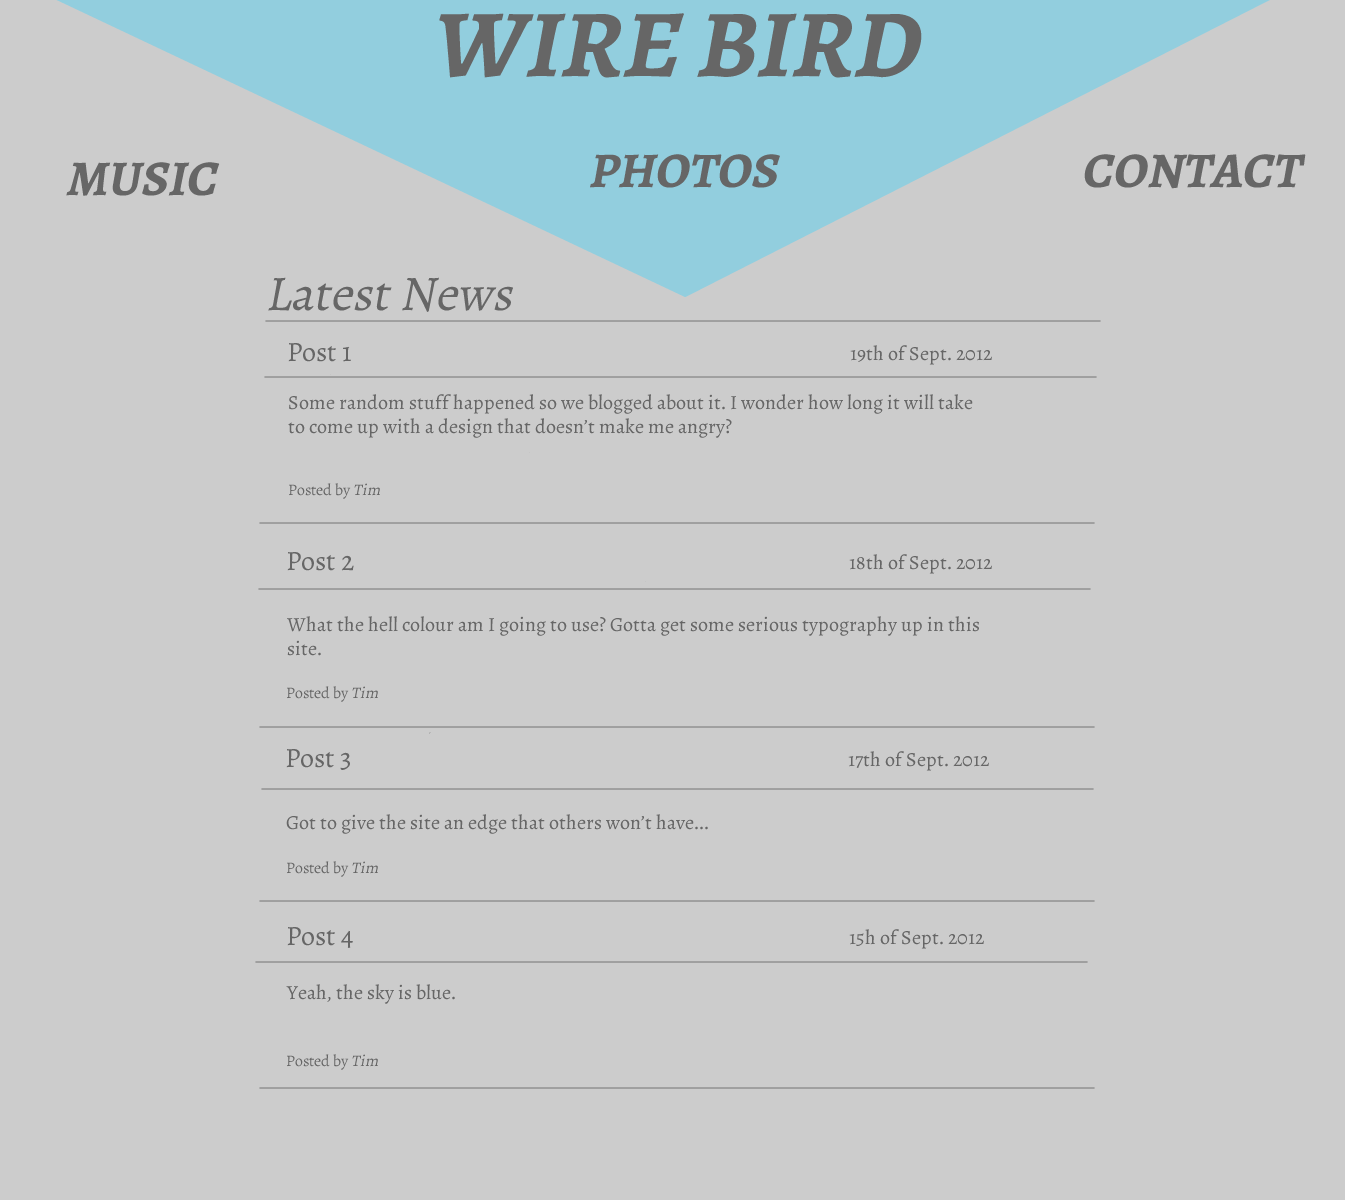 WIRE BIRD
MUSIC
PHOTOS
CONTACT
Latest News
Post 1
19th of Sept. 2012
Some random stuff happened so we blogged about it. I wonder how long it will take
to come up with a design that doesn’t make me angry?
Posted by Tim
Post 2
18th of Sept. 2012
What the hell colour am I going to use? Gotta get some serious typography up in this
site.
Posted by Tim
Post 3
17th of Sept. 2012
Got to give the site an edge that others won’t have...
Posted by Tim
Post 4
15h of Sept. 2012
Yeah, the sky is blue.
Posted by Tim